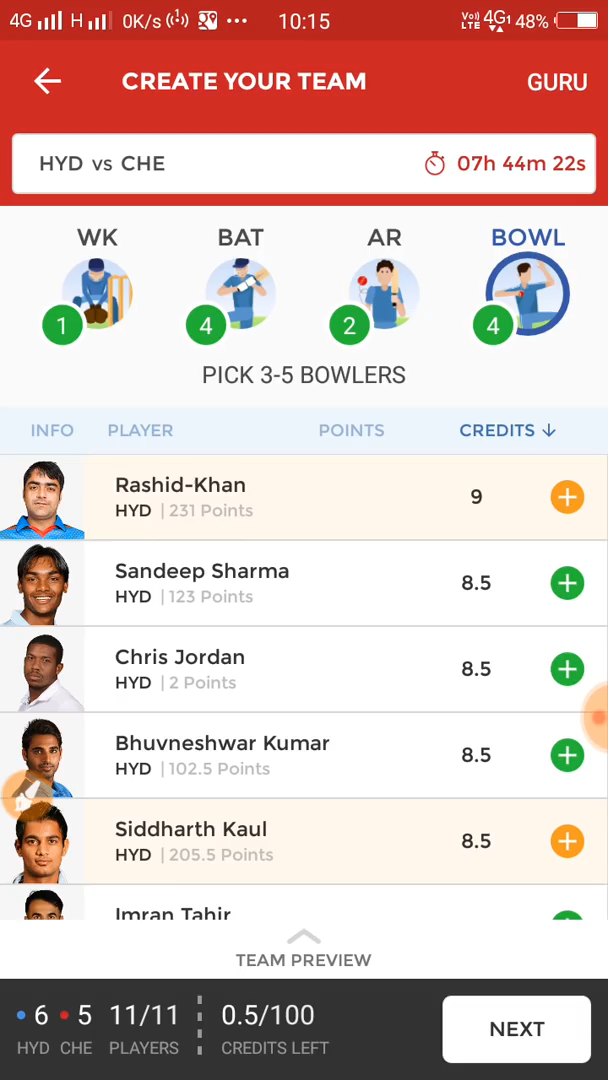 4G H 0K/s ... 10:15 VoD LTE 4G1 48%
CREATE YOUR TEAM GURU
HYD vs CHE 07h 44m 22s
WK BAT AR BOWL
1 4 2 4
PICK 3-5 BOWLERS
INFO PLAYER POINTS CREDITS ↓
Rashid-Khan
HYD | 231 Points 9 +
Sandeep Sharma
HYD | 123 Points 8.5 +
Chris Jordan
HYD | 2 Points 8.5 +
Bhuvneshwar Kumar
HYD | 102.5 Points 8.5 +
Siddharth Kaul
HYD | 205.5 Points 8.5 +
Imran Tahir
TEAM PREVIEW
6 5 11/11 0.5/100 NEXT
HYD CHE PLAYERS CREDITS LEFT